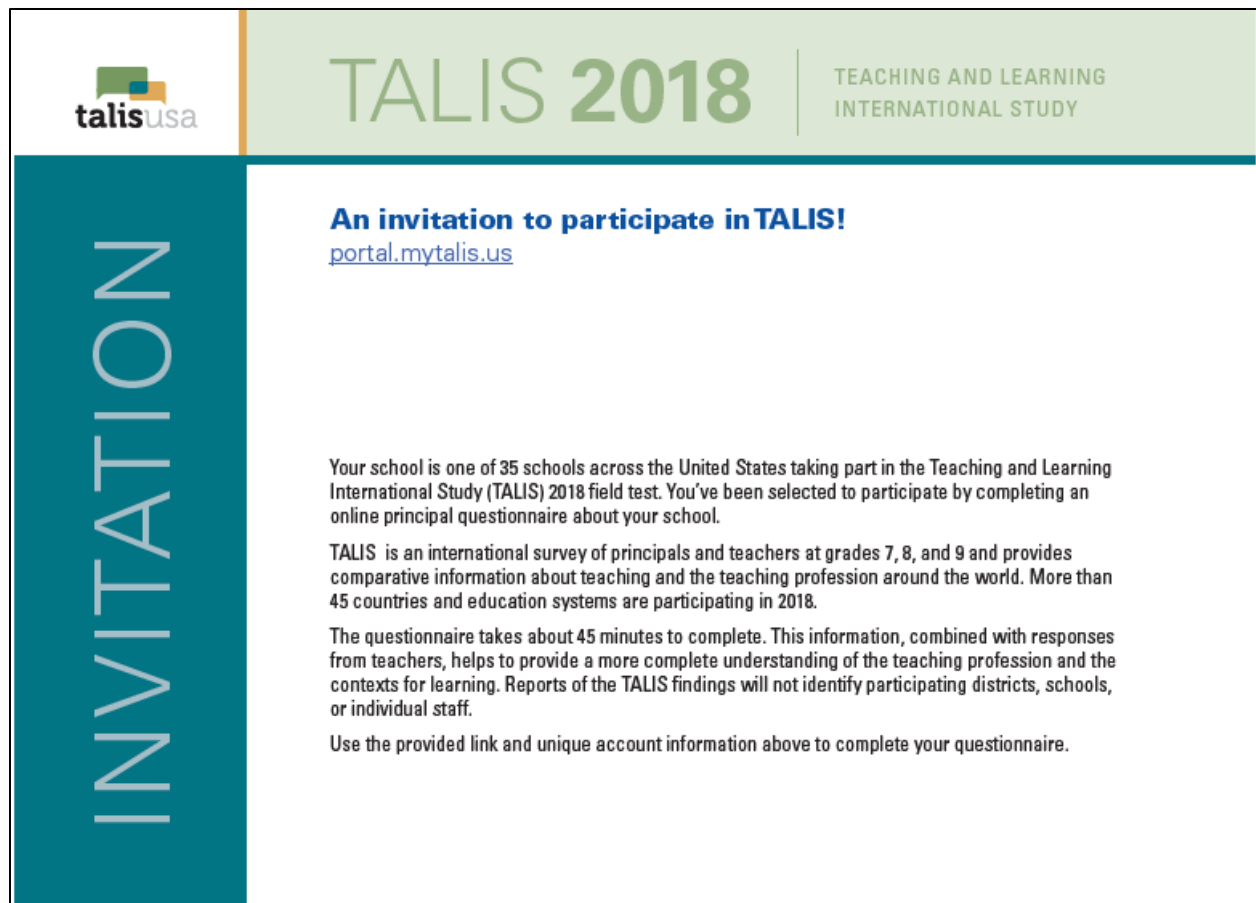 talisusa
TALIS 2018
TEACHING AND LEARNING
INTERNATIONAL STUDY
INVITATION
An invitation to participate in TALIS!
portal.mytalis.us
Your school is one of 35 schools across the United States taking part in the Teaching and Learning
International Study (TALIS) 2018 field test. You've been selected to participate by completing an
online principal questionnaire about your school.
TALIS is an international survey of principals and teachers at grades 7, 8, and 9 and provides
comparative information about teaching and the teaching profession around the world. More than
45 countries and education systems are participating in 2018.
The questionnaire takes about 45 minutes to complete. This information, combined with responses
from teachers, helps to provide a more complete understanding of the teaching profession and the
contexts for learning. Reports of the TALIS findings will not identify participating districts, schools,
or individual staff.
Use the provided link and unique account information above to complete your questionnaire.